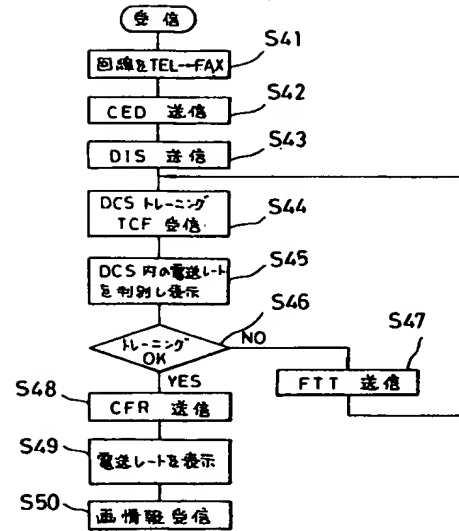 受信
回線をTEL→FAX
S41
CED 送信
S42
DIS 送信
S43
DCS トレーニング
TCF 受信
S44
DCS 内の電送レート
を判別し表示
S45
トレーニング
OK
S46
NO
YES
FTT 送信
S47
S48
CFR 送信
S49
電送レートを表示
S50
画情報受信